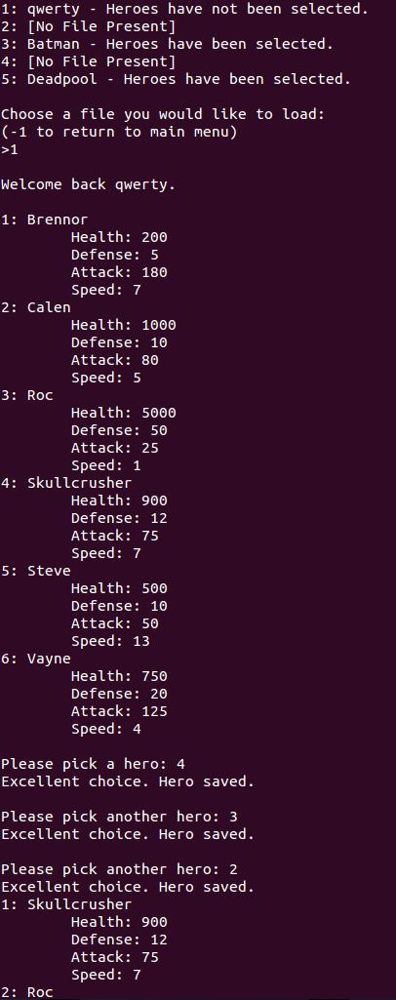 1: qwerty - Heroes have not been selected.
2: [No File Present]
3: Batman - Heroes have been selected.
4: [No File Present]
5: Deadpool - Heroes have been selected.
Choose a file you would like to load:
(-1 to return to main menu)
>1
Welcome back qwerty.
1: Brennor
Health: 200
Defense: 5
Attack: 180
Speed: 7
2: Calen
Health: 1000
Defense: 10
Attack: 80
Speed: 5
3: Roc
Health: 5000
Defense: 50
Attack: 25
Speed: 1
4: Skullcrusher
Health: 900
Defense: 12
Attack: 75
Speed: 7
5: Steve
Health: 500
Defense: 10
Attack: 50
Speed: 13
6: Vayne
Health: 750
Defense: 20
Attack: 125
Speed: 4
Please pick a hero: 4
Excellent choice. Hero saved.
Please pick another hero: 3
Excellent choice. Hero saved.
Please pick another hero: 2
Excellent choice. Hero saved.
1: Skullcrusher
Health: 900
Defense: 12
Attack: 75
Speed: 7
2: Roc